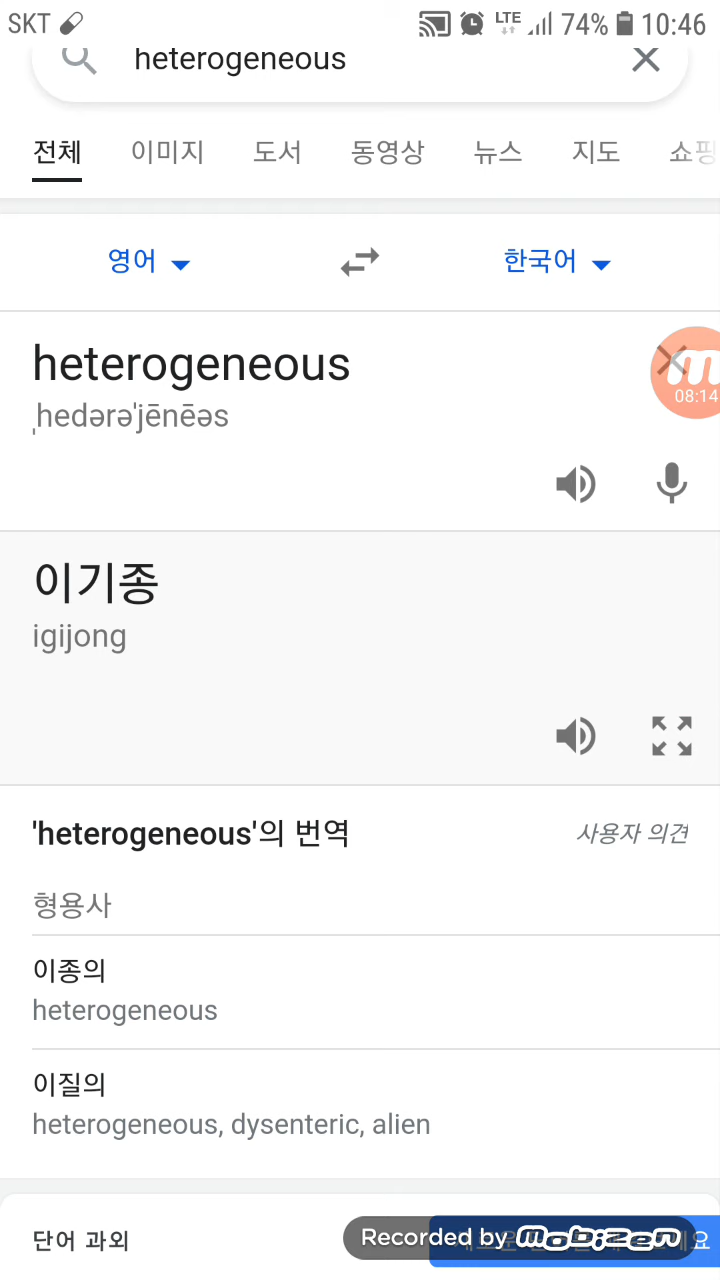 SKT LTE 74% 10:46
heterogeneous
전체 이미지 도서 동영상 뉴스 지도 쇼핑
영어 한국어
heterogeneous
ˌhedərəˈjēnēəs
08:14
이기종
igijong
'heterogeneous'의 번역 사용자 의견
형용사
이종의
heterogeneous
이질의
heterogeneous, dysenteric, alien
단어 과외
Recorded by Mobizen